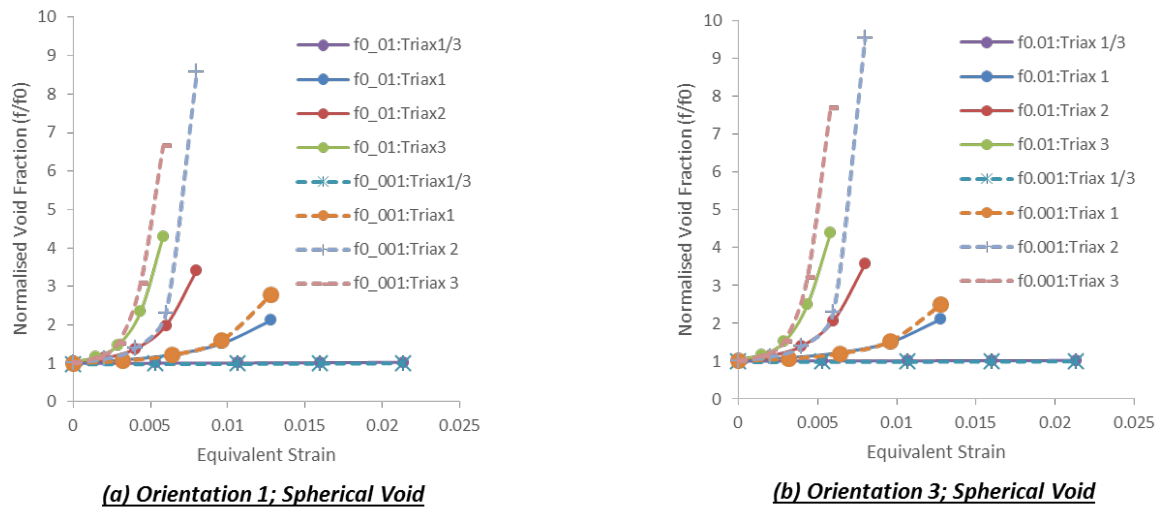 10
9
8
7
6
5
4
3
2
1
0
Normalised Void Fraction (f/f0)
0 0.005 0.01 0.015 0.02 0.025
Equivalent Strain
f0_01:Triax1/3
f0_01:Triax1
f0_01:Triax2
f0_01:Triax3
f0_001:Triax1/3
f0_001:Triax1
f0_001:Triax 2
f0_001:Triax 3
(a) Orientation 1; Spherical Void
10
9
8
7
6
5
4
3
2
1
0
Normalised Void Fraction (f/f0)
0 0.005 0.01 0.015 0.02 0.025
Equivalent Strain
f0.01:Triax 1/3
f0.01:Triax 1
f0.01:Triax 2
f0.01:Triax 3
f0.001:Triax 1/3
f0.001:Triax 1
f0.001:Triax 2
f0.001:Triax 3
(b) Orientation 3; Spherical Void